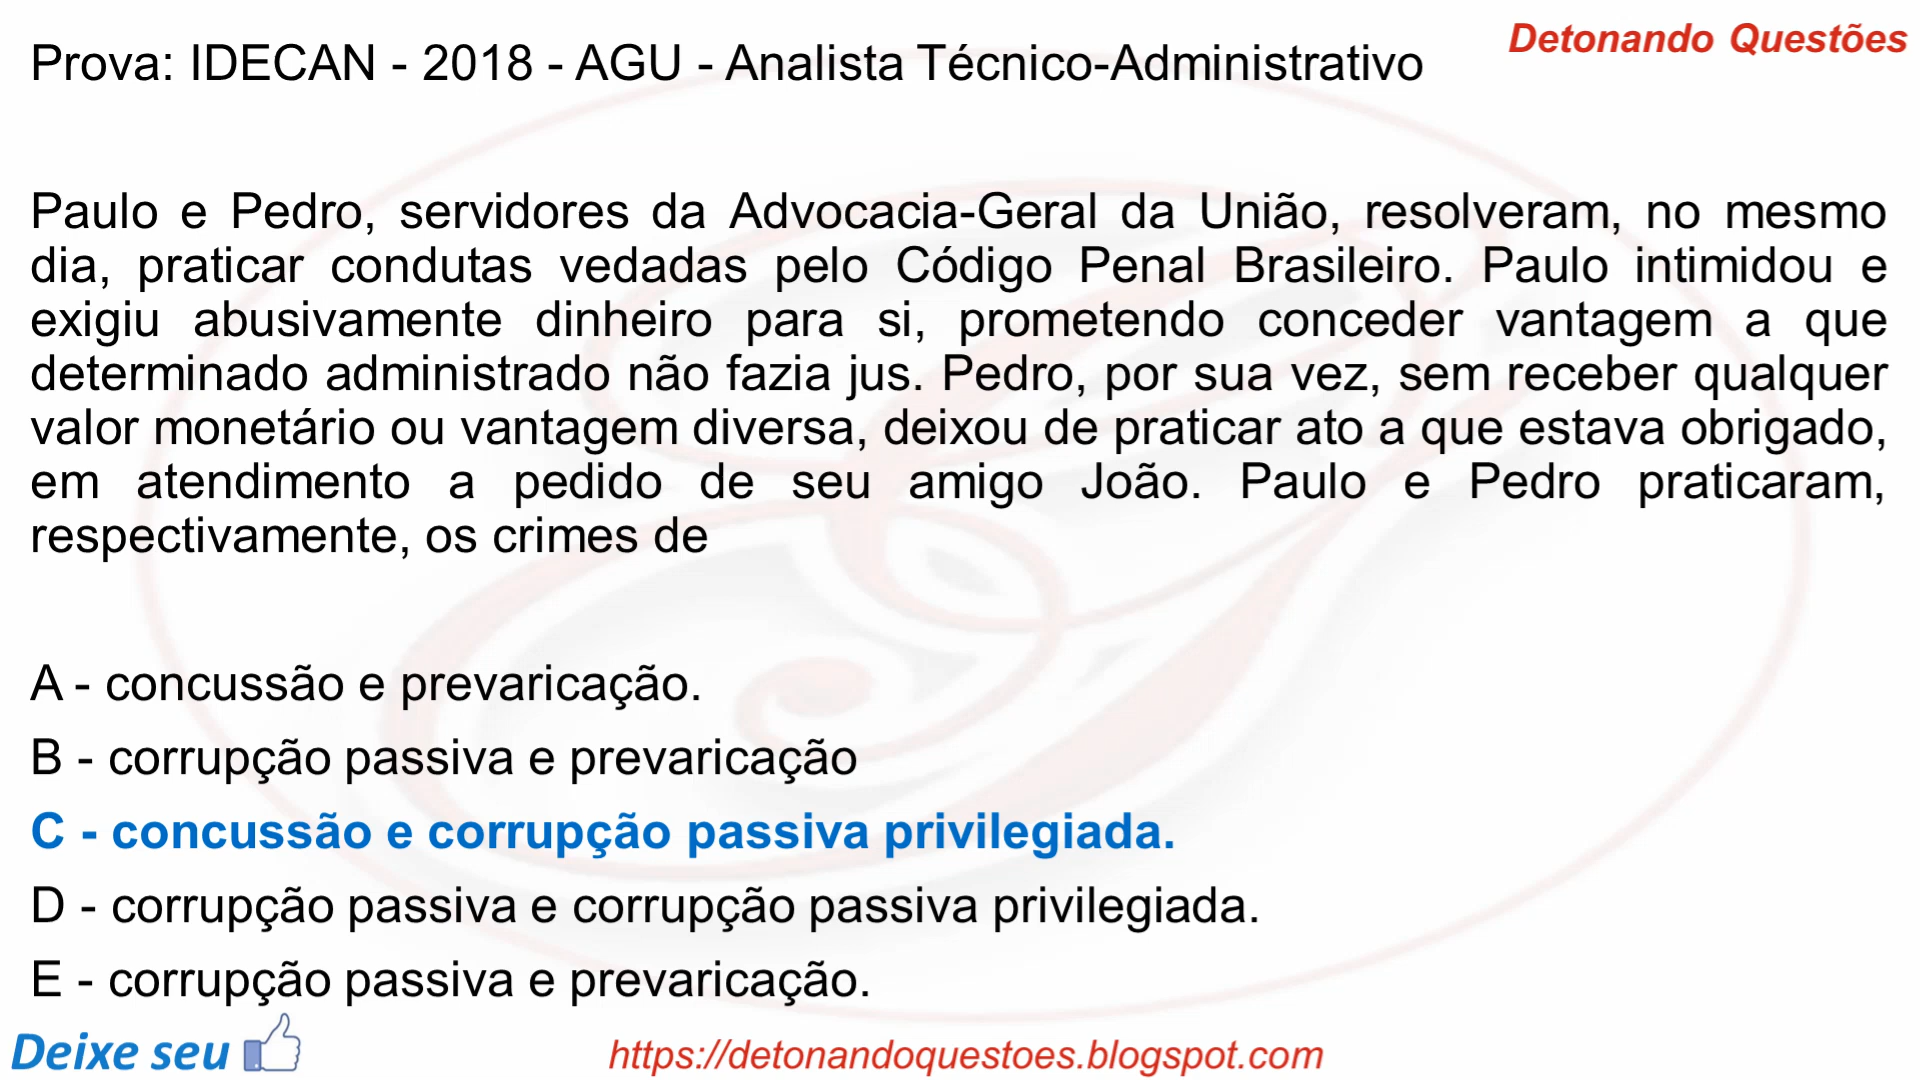 Prova: IDECAN - 2018 - AGU - Analista Técnico-Administrativo
Detonando Questões
Paulo e Pedro, servidores da Advocacia-Geral da União, resolveram, no mesmo
dia, praticar condutas vedadas pelo Código Penal Brasileiro. Paulo intimidou e
exigiu abusivamente dinheiro para si, prometendo conceder vantagem a que
determinado administrado não fazia jus. Pedro, por sua vez, sem receber qualquer
valor monetário ou vantagem diversa, deixou de praticar ato a que estava obrigado,
em atendimento a pedido de seu amigo João. Paulo e Pedro praticaram,
respectivamente, os crimes de
A - concussão e prevaricação.
B - corrupção passiva e prevaricação
C - concussão e corrupção passiva privilegiada.
D - corrupção passiva e corrupção passiva privilegiada.
E - corrupção passiva e prevaricação.
Deixe seu
https://detonandoquestoes.blogspot.com